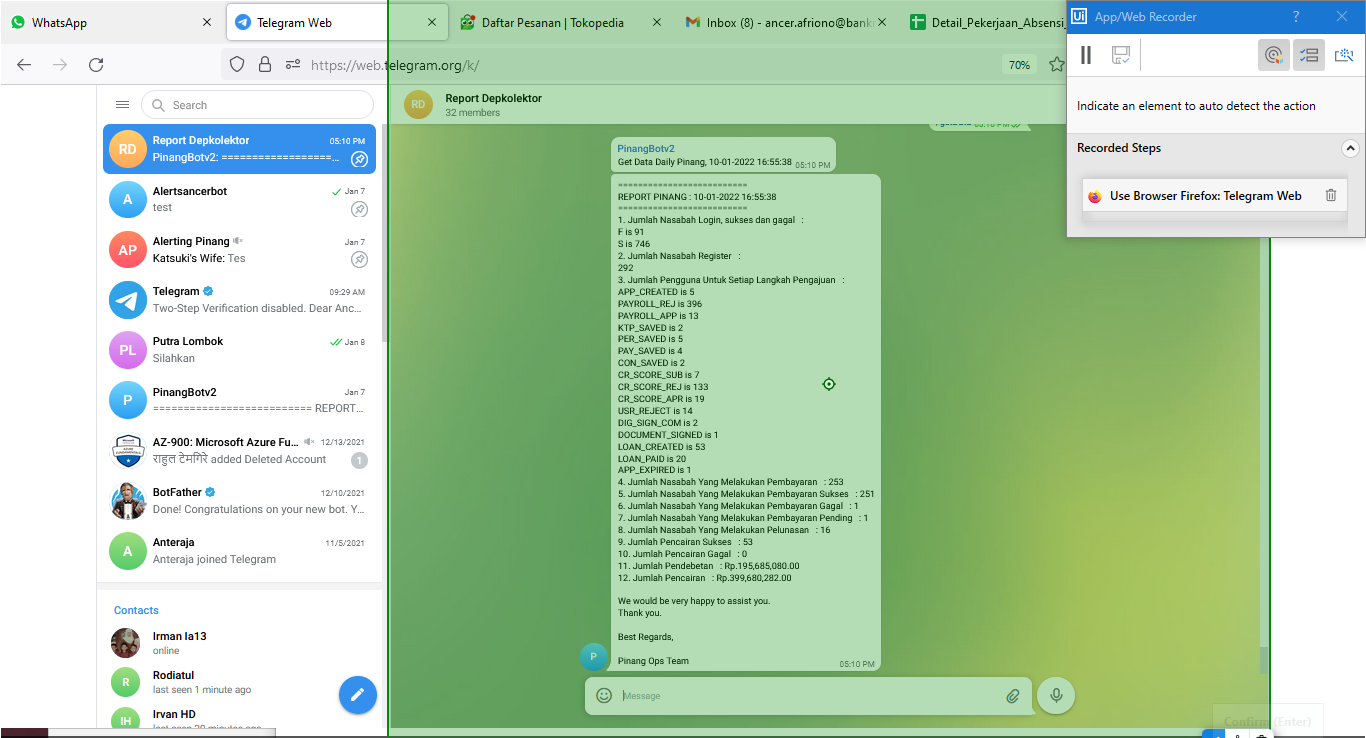 WhatsApp
Telegram Web
Daftar Pesanan | Tokopedia
Inbox (8) - ancer.afriono@bank
Detail_Pekerjaan_Absensi_
Ui App/Web Recorder
https://web.telegram.org/k/
70%
Indicate an element to auto detect the action
Recorded Steps
Use Browser Firefox: Telegram Web
Search
RD
Report Depkolektor
05:10 PM
PinangBotv2: ==================...
A
Alertsancerbot
Jan 7
test
AP
Alerting Pinang
Jan 7
Katsuki's Wife: Tes
Telegram
09:29 AM
Two-Step Verification disabled. Dear Anc...
PL
Putra Lombok
Jan 8
Silahkan
P
PinangBotv2
Jan 7
========================== REPORT...
AZ-900: Microsoft Azure Fu...
12/13/2021
राहुल टेमगिरे added Deleted Account
1
BotFather
12/10/2021
Done! Congratulations on your new bot. Y...
A
Anteraja
11/5/2021
Anteraja joined Telegram
Contacts
Irman Ia13
online
R
Rodiatul
last seen 1 minute ago
IH
Irvan HD
RD
Report Depkolektor
32 members
05:10 PM
PinangBotv2
Get Data Daily Pinang, 10-01-2022 16:55:38 05:10 PM
==========================
REPORT PINANG : 10-01-2022 16:55:38
==========================
1. Jumlah Nasabah Login, sukses dan gagal :
F is 91
S is 746
2. Jumlah Nasabah Register :
292
3. Jumlah Pengguna Untuk Setiap Langkah Pengajuan :
APP_CREATED is 5
PAYROLL_REJ is 396
PAYROLL_APP is 13
KTP_SAVED is 2
PER_SAVED is 5
PAY_SAVED is 4
CON_SAVED is 2
CR_SCORE_SUB is 7
CR_SCORE_REJ is 133
CR_SCORE_APR is 19
USR_REJECT is 14
DIG_SIGN_COM is 2
DOCUMENT_SIGNED is 1
LOAN_CREATED is 53
LOAN_PAID is 20
APP_EXPIRED is 1
4. Jumlah Nasabah Yang Melakukan Pembayaran : 253
5. Jumlah Nasabah Yang Melakukan Pembayaran Sukses : 251
6. Jumlah Nasabah Yang Melakukan Pembayaran Gagal : 1
7. Jumlah Nasabah Yang Melakukan Pembayaran Pending : 1
8. Jumlah Nasabah Yang Melakukan Pelunasan : 16
9. Jumlah Pencairan Sukses : 53
10. Jumlah Pencairan Gagal : 0
11. Jumlah Pendebetan : Rp.195,685,080.00
12. Jumlah Pencairan : Rp.399,680,282.00
We would be very happy to assist you.
Thank you.
Best Regards,
Pinang Ops Team
05:10 PM
P
Message
Confirm (Enter)